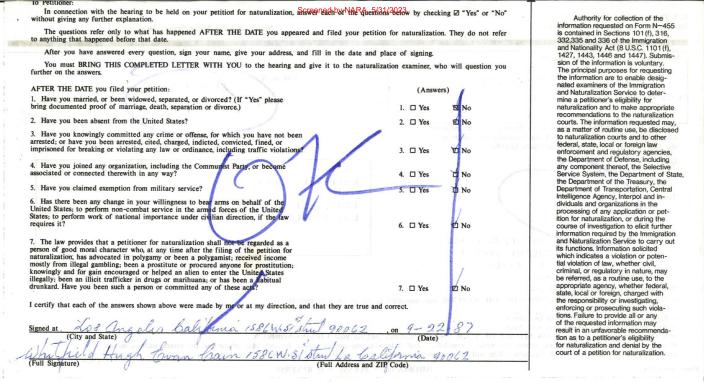 To Petitioner:
Screened by NARA, 5/31/2023
In connection with the hearing to be held on your petition for naturalization, answer each of the questions below by checking ☑ "Yes" or "No"
without giving any further explanation.
The questions refer only to what has happened AFTER THE DATE you appeared and filed your petition for naturalization. They do not refer
to anything that happened before that date.
After you have answered every question, sign your name, give your address, and fill in the date and place of signing.
You must BRING THIS COMPLETED LETTER WITH YOU to the hearing and give it to the naturalization examiner, who will question you
further on the answers.
AFTER THE DATE you filed your petition:
(Answers)
1. Have you married, or been widowed, separated, or divorced? (If "Yes" please
bring documented proof of marriage, death, separation or divorce.)
1. ☐ Yes ☑ No
2. Have you been absent from the United States?
2. ☐ Yes ☑ No
3. Have you knowingly committed any crime or offense, for which you have not been
arrested; or have you been arrested, cited, charged, indicted, convicted, fined, or
imprisoned for breaking or violating any law or ordinance, including traffic violations?
3. ☐ Yes ☑ No
4. Have you joined any organization, including the Communist Party, or become
associated or connected therewith in any way?
4. ☐ Yes ☑ No
5. Have you claimed exemption from military service?
5. ☐ Yes ☑ No
6. Has there been any change in your willingness to bear arms on behalf of the
United States; to perform non-combat service in the armed forces of the United
States; to perform work of national importance under civilian direction, if the law
requires it?
6. ☐ Yes ☑ No
7. The law provides that a petitioner for naturalization shall not be regarded as a
person of good moral character who, at any time after the filing of the petition for
naturalization, has advocated in polygamy or been a polygamist; received income
mostly from illegal gambling; been a prostitute or procured anyone for prostitution;
knowingly and for gain encouraged or helped an alien to enter the United States
illegally; been an illicit trafficker in drugs or marihuana; or has been a habitual
drunkard. Have you been such a person or committed any of these acts?
7. ☐ Yes ☑ No
OK
I certify that each of the answers shown above were made by me or at my direction, and that they are true and correct.
Signed at Los Angeles California 1586 W. 51 street 90062, on 9-22-87
(City and State) (Date)
Whitfield Hugh Evan Crain 1586 W. 51 street La California 90062
(Full Signature) (Full Address and ZIP Code)
Authority for collection of the
information requested on Form N-455
is contained in Sections 101(f), 316,
332,335 and 336 of the Immigration
and Nationality Act (8 U.S.C. 1101(f),
1427, 1443, 1446 and 1447). Submis-
sion of the information is voluntary.
The principal purposes for requesting
the information are to enable desig-
nated examiners of the Immigration
and Naturalization Service to deter-
mine a petitioner's eligibility for
naturalization and to make appropriate
recommendations to the naturalization
courts. The information requested may,
as a matter of routine use, be disclosed
to naturalization courts and to other
federal, state, local or foreign law
enforcement and regulatory agencies,
the Department of Defense, including
any component thereof, the Selective
Service System, the Department of State,
the Department of the Treasury, the
Department of Transportation, Central
Intelligence Agency, Interpol and in-
dividuals and organizations in the
processing of any application or pet-
ition for naturalization, or during the
course of investigation to elicit further
information required by the Immigration
and Naturalization Service to carry out
its functions. Information solicited
which indicates a violation or poten-
tial violation of law, whether civil,
criminal, or regulatory in nature, may
be referred, as a routine use, to the
appropriate agency, whether federal,
state, local or foreign, charged with
the responsibility of investigating,
enforcing or prosecuting such viola-
tions. Failure to provide all or any
of the requested information may
result in an unfavorable recommenda-
tion as to a petitioner's eligibility
for naturalization and denial by the
court of a petition for naturalization.